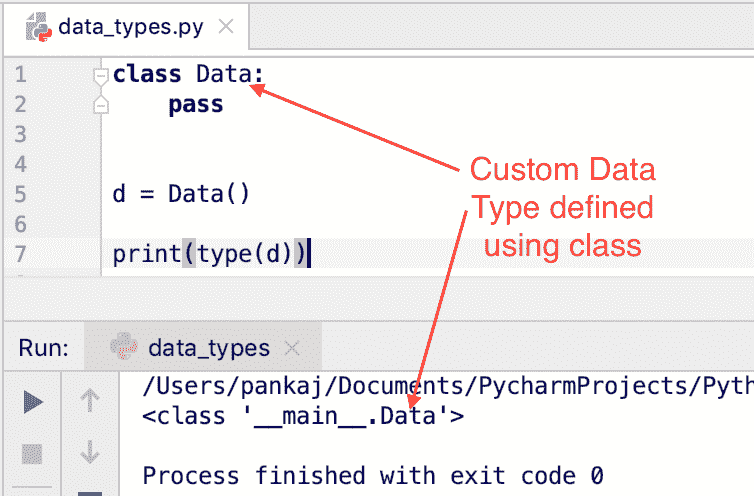 data_types.py
1 class Data:
2     pass
3
4
5 d = Data()
6
7 print(type(d))
Custom Data
Type defined
using class
Run: data_types
/Users/pankaj/Documents/PycharmProjects/Pyth
<class '__main__.Data'>
Process finished with exit code 0